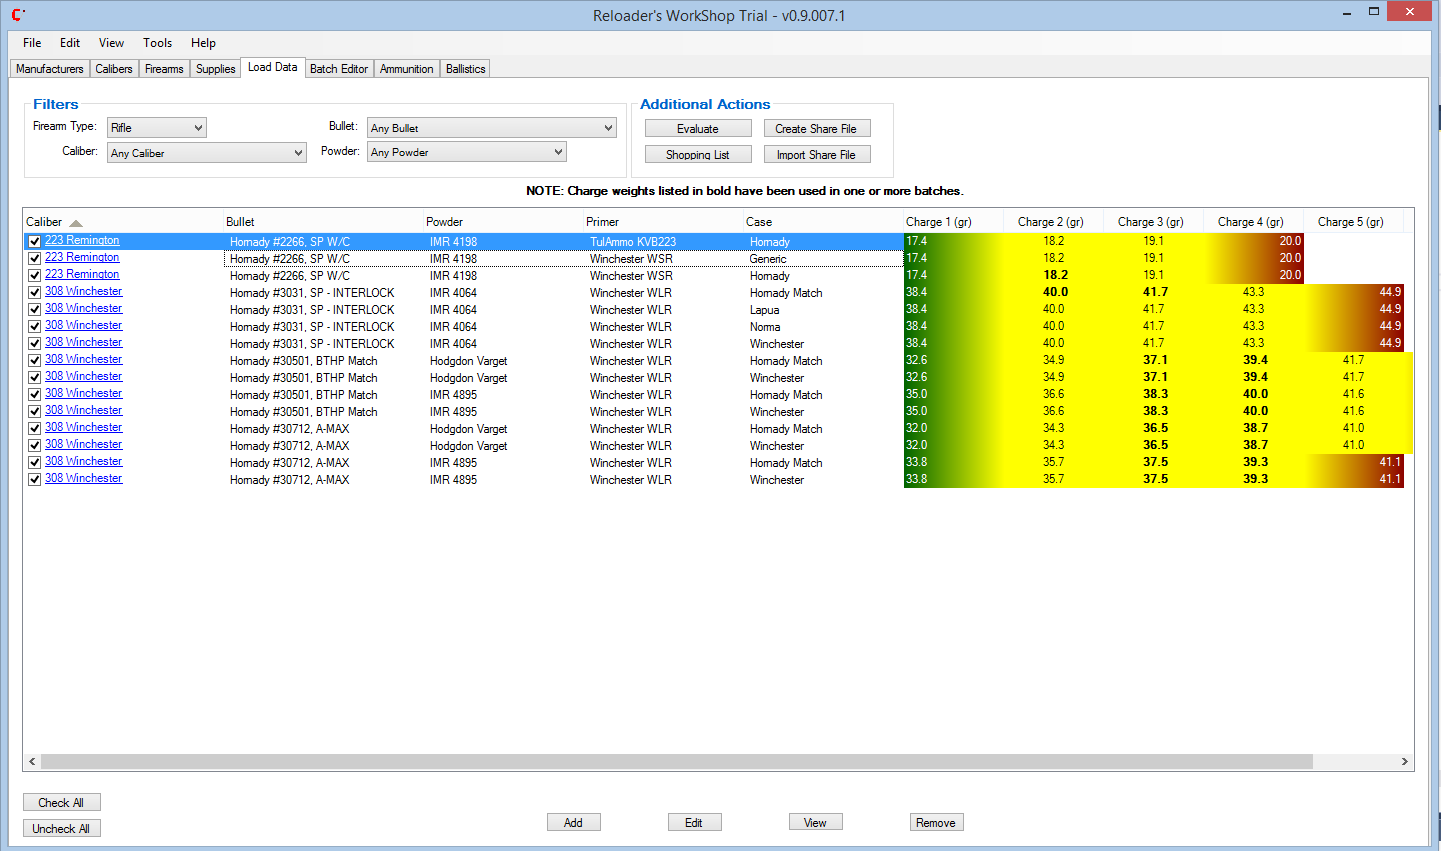 Reloader's WorkShop Trial - v0.9.007.1
File Edit View Tools Help
Manufacturers Calibers Firearms Supplies Load Data Batch Editor Ammunition Ballistics
Filters
Firearm Type: Rifle Bullet: Any Bullet
Caliber: Any Caliber Powder: Any Powder
Additional Actions
Evaluate Create Share File
Shopping List Import Share File
NOTE: Charge weights listed in bold have been used in one or more batches.
Caliber Bullet Powder Primer Case Charge 1 (gr) Charge 2 (gr) Charge 3 (gr) Charge 4 (gr) Charge 5 (gr)
223 Remington Hornady #2266, SP W/C IMR 4198 TulAmmo KVB223 Hornady 17.4 18.2 19.1 20.0
223 Remington Hornady #2266, SP W/C IMR 4198 Winchester WSR Generic 17.4 18.2 19.1 20.0
223 Remington Hornady #2266, SP W/C IMR 4198 Winchester WSR Hornady 17.4 18.2 19.1 20.0
308 Winchester Hornady #3031, SP - INTERLOCK IMR 4064 Winchester WLR Hornady Match 38.4 40.0 41.7 43.3 44.9
308 Winchester Hornady #3031, SP - INTERLOCK IMR 4064 Winchester WLR Lapua 38.4 40.0 41.7 43.3 44.9
308 Winchester Hornady #3031, SP - INTERLOCK IMR 4064 Winchester WLR Norma 38.4 40.0 41.7 43.3 44.9
308 Winchester Hornady #3031, SP - INTERLOCK IMR 4064 Winchester WLR Winchester 38.4 40.0 41.7 43.3 44.9
308 Winchester Hornady #30501, BTHP Match Hodgdon Varget Winchester WLR Hornady Match 32.6 34.9 37.1 39.4 41.7
308 Winchester Hornady #30501, BTHP Match Hodgdon Varget Winchester WLR Winchester 32.6 34.9 37.1 39.4 41.7
308 Winchester Hornady #30501, BTHP Match IMR 4895 Winchester WLR Hornady Match 35.0 36.6 38.3 40.0 41.6
308 Winchester Hornady #30501, BTHP Match IMR 4895 Winchester WLR Winchester 35.0 36.6 38.3 40.0 41.6
308 Winchester Hornady #30712, A-MAX Hodgdon Varget Winchester WLR Hornady Match 32.0 34.3 36.5 38.7 41.0
308 Winchester Hornady #30712, A-MAX Hodgdon Varget Winchester WLR Winchester 32.0 34.3 36.5 38.7 41.0
308 Winchester Hornady #30712, A-MAX IMR 4895 Winchester WLR Hornady Match 33.8 35.7 37.5 39.3 41.1
308 Winchester Hornady #30712, A-MAX IMR 4895 Winchester WLR Winchester 33.8 35.7 37.5 39.3 41.1
Check All
Uncheck All
Add Edit View Remove